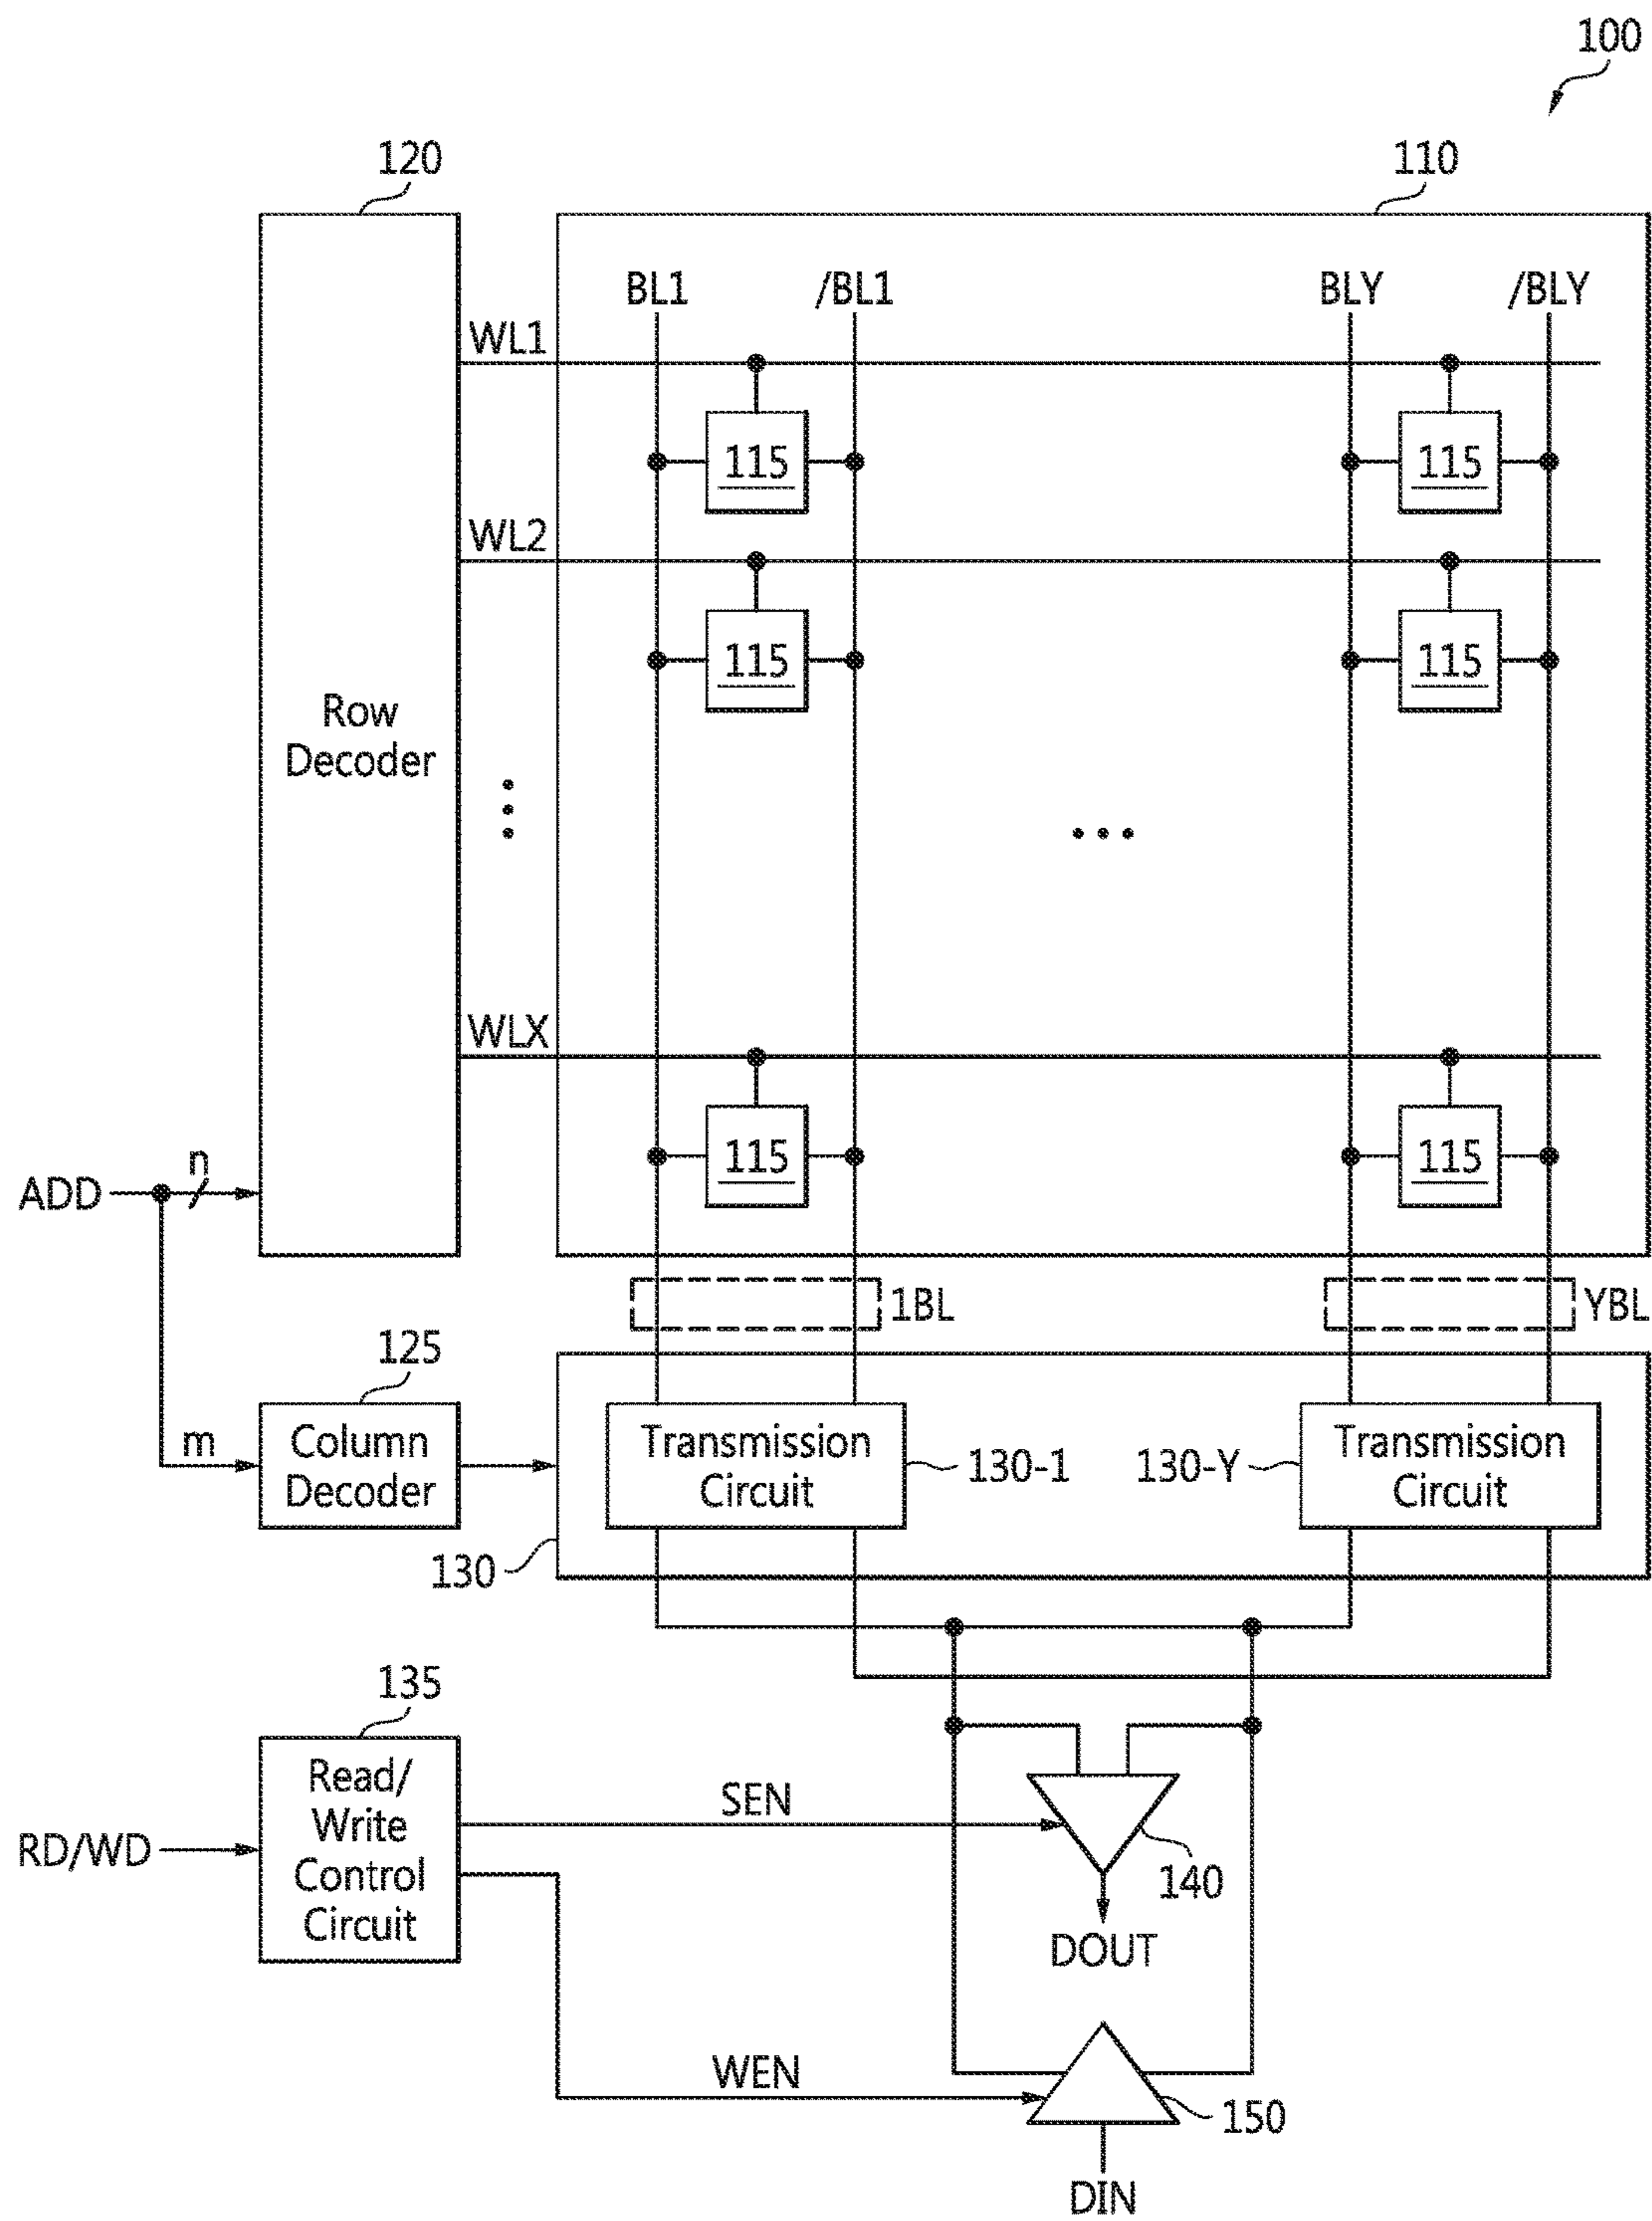 100
120
110
BL1 /BL1 BLY /BLY
WL1
115 115
WL2
115 115
Row
Decoder
WLX
115 115
n
ADD
1BL YBL
125
m
Column
Decoder
Transmission
Circuit
130-1
130-Y
Transmission
Circuit
130
135
Read/
Write
Control
Circuit
RD/WD
SEN
140
DOUT
WEN
150
DIN